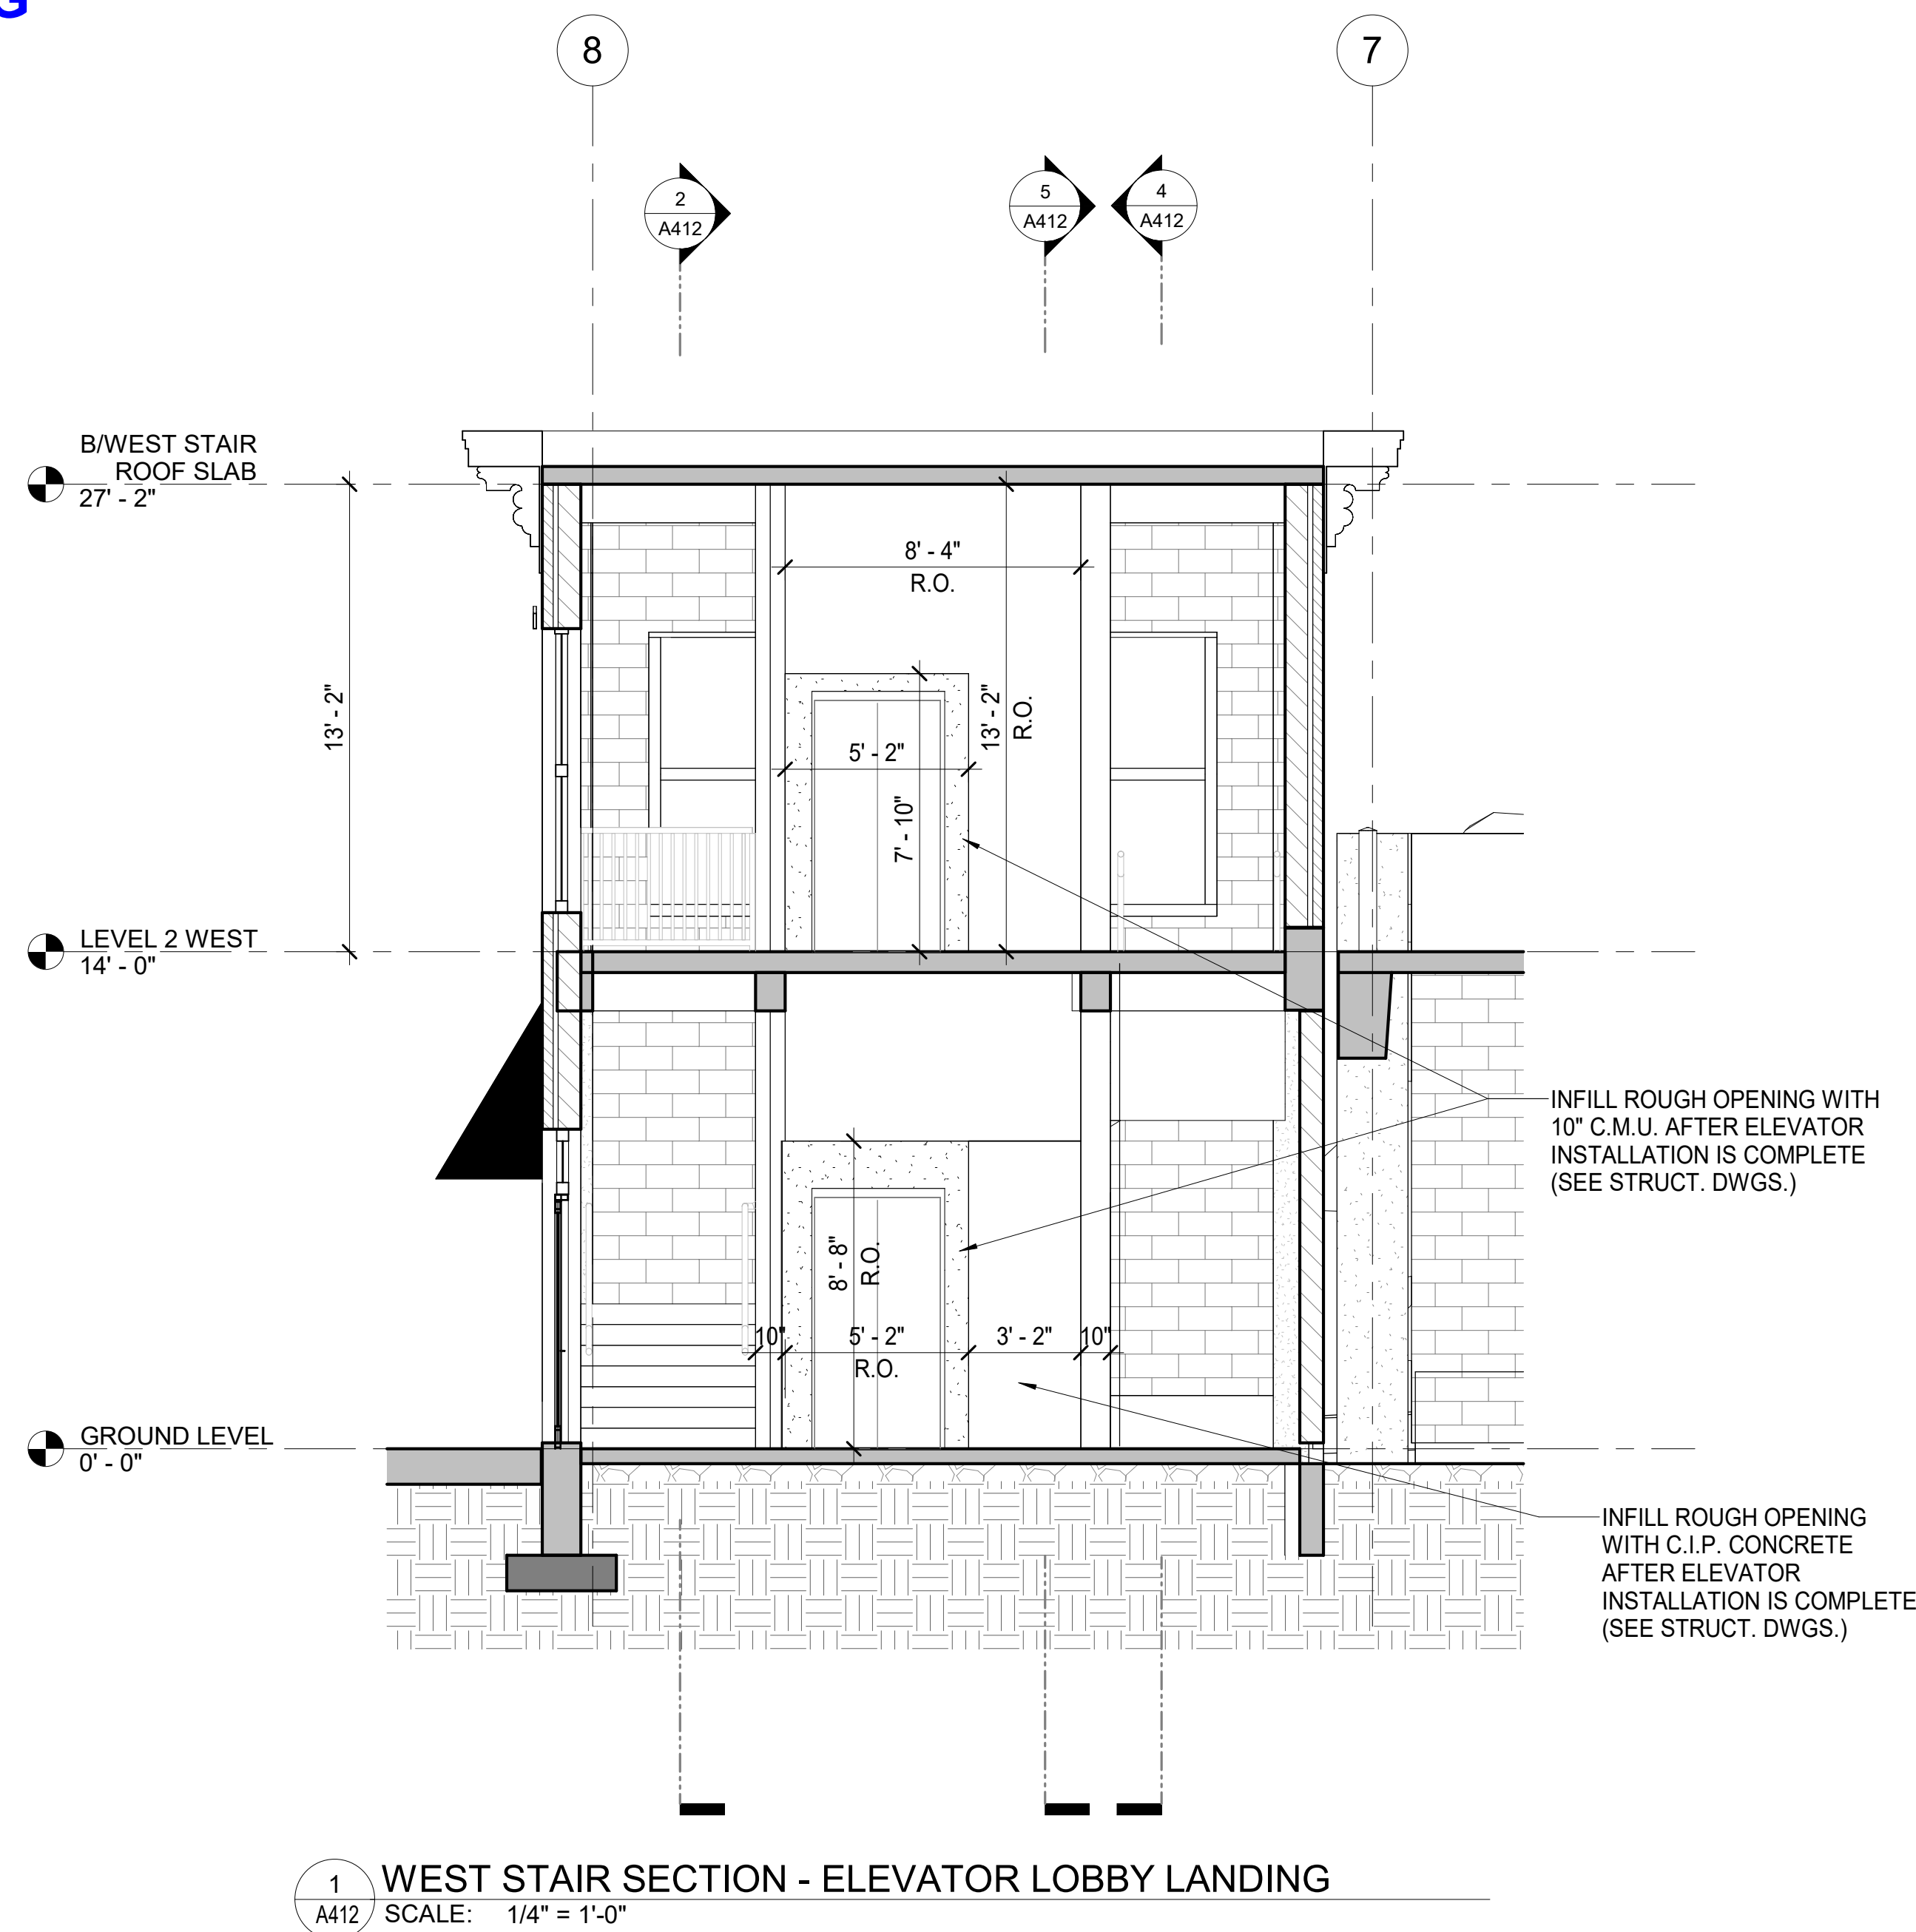 G
8
7
2
A412
5
A412
4
A412
B/WEST STAIR
ROOF SLAB
27' - 2"
8' - 4"
R.O.
13' - 2"
13' - 2"
R.O.
5' - 2"
7' - 10"
LEVEL 2 WEST
14' - 0"
INFILL ROUGH OPENING WITH
10" C.M.U. AFTER ELEVATOR
INSTALLATION IS COMPLETE
(SEE STRUCT. DWGS.)
8' - 8"
R.O.
10"
5' - 2"
R.O.
3' - 2"
10"
GROUND LEVEL
0' - 0"
INFILL ROUGH OPENING
WITH C.I.P. CONCRETE
AFTER ELEVATOR
INSTALLATION IS COMPLETE
(SEE STRUCT. DWGS.)
1
A412
WEST STAIR SECTION - ELEVATOR LOBBY LANDING
SCALE: 1/4" = 1'-0"